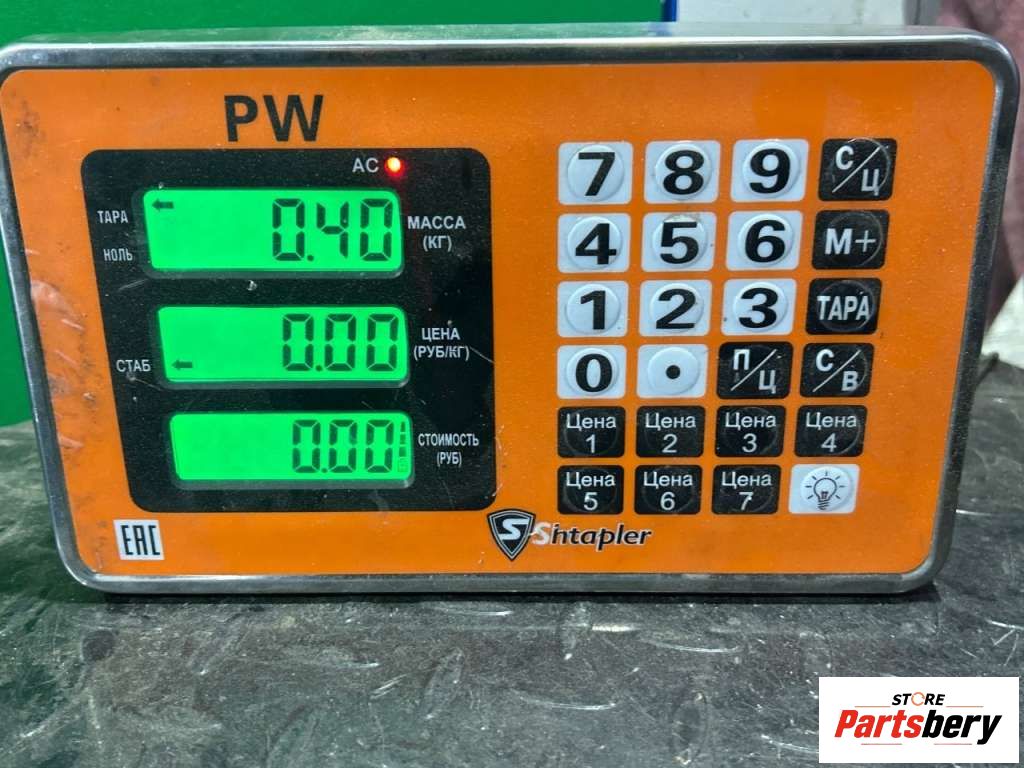 PW
AC
ТАРА
НОЛЬ
0.40
МАССА
(КГ)
СТАБ
0.00
ЦЕНА
(РУБ/КГ)
0.00
СТОИМОСТЬ
(РУБ)
7 8 9 С/Ц
4 5 6 М+
1 2 3 ТАРА
0 • П/Ц С/В
Цена 1 Цена 2 Цена 3 Цена 4
Цена 5 Цена 6 Цена 7
EAC
S Shtapler
STORE
Partsbery